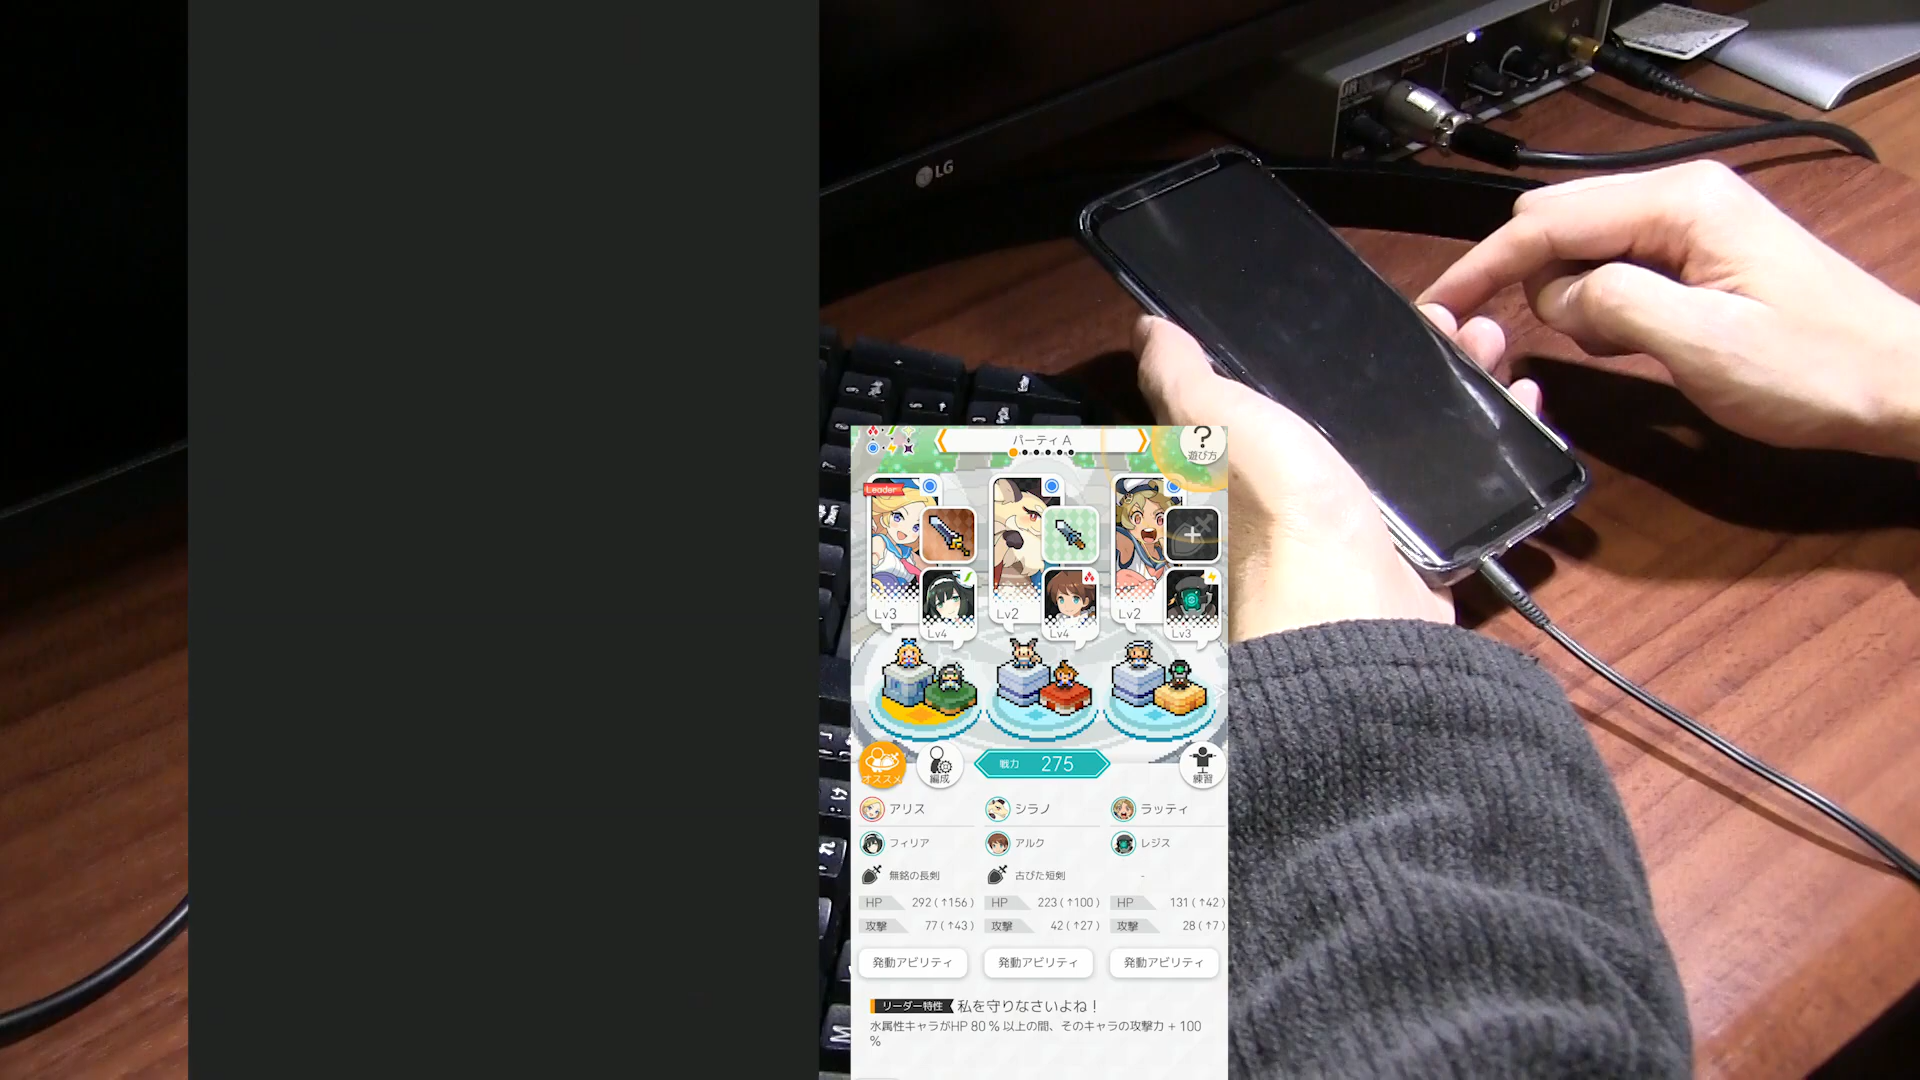 LG
パーティ A
?
遊び方
Leader
Lv3
Lv4
Lv2
Lv4
Lv2
Lv3
オススメ
編成
戦力 275
練習
アリス
シラノ
ラッティ
フィリア
アルク
レジス
無銘の長剣
古びた短剣
-
HP 292 ( ↑156 )
HP 223 ( ↑100 )
HP 131 ( ↑42 )
攻撃 77 ( ↑43 )
攻撃 42 ( ↑27 )
攻撃 28 ( ↑7 )
発動アビリティ
発動アビリティ
発動アビリティ
リーダー特性 私を守りなさいよね！
水属性キャラがHP 80 % 以上の間、そのキャラの攻撃力 + 100
%